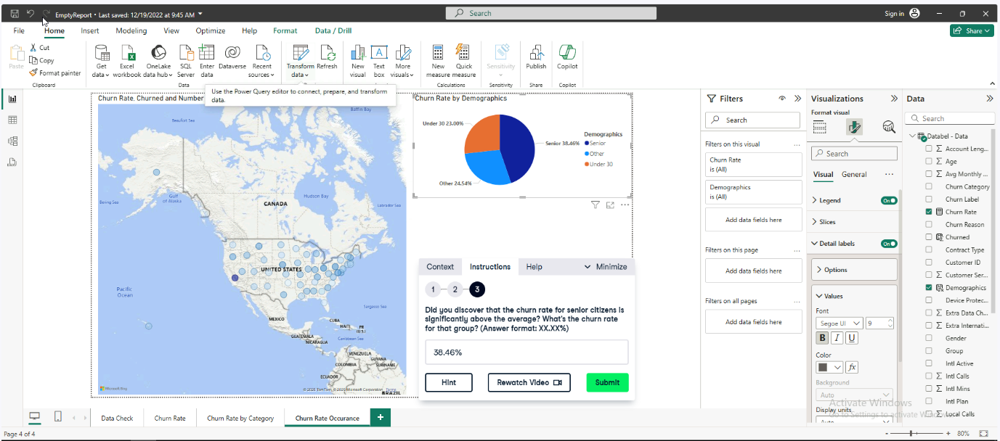 EmptyReport • Last saved: 12/19/2022 at 9:45 AM
Search
Sign in
File
Home
Insert
Modeling
View
Optimize
Help
Format
Data / Drill
Share
Paste
Cut
Copy
Format painter
Clipboard
Get data
Excel workbook
OneLake data hub
SQL Server
Enter data
Dataverse
Recent sources
Data
Transform data
Refresh
New visual
Text box
More visuals
New measure
Quick measure
Calculations
Sensitivity
Sensitivity
Publish
Share
Copilot
Copilot
Use the Power Query editor to connect, prepare, and transform
data.
Churn Rate, Churned and Number
Beaufort Sea
Baffin Bay
Gulf
of Alaska
Bering Sea
Hudson Bay
CANADA
Labrador Sea
UNITED STATES
Pacific
Ocean
Sargasso Sea
MEXICO
CUBA
HAITI
PR
(U.S.)
GUATEMALA
NICARAGUA
Caribbean Sea
VENEZUELA
GUYANA
COLOMBIA
SURINAME
ECUADOR
BRAZIL
Microsoft Bing
© 2025 TomTom, © 2025 Microsoft Corporation Terms
Churn Rate by Demographics
Under 30 23.00%
Senior 38.46%
Other 24.54%
Demographics
Senior
Other
Under 30
Context
Instructions
Help
Minimize
1
2
3
Did you discover that the churn rate for senior citizens is
significantly above the average? What's the churn rate
for that group? (Answer format: XX.XX%)
38.46%
Hint
Rewatch Video
Submit
Filters
Search
Filters on this visual
Churn Rate
is (All)
Demographics
is (All)
Add data fields here
Filters on this page
Add data fields here
Filters on all pages
Add data fields here
Visualizations
Format visual
Search
Visual
General
Legend
On
Slices
Detail labels
On
Options
Values
Font
Segoe UI
9
B
I
U
Color
fx
Background
Auto
Display units
Auto
Data
Search
Databel - Data
Account Leng...
Age
Avg Monthly ...
Churn Category
Churn Label
Churn Rate
Churn Reason
Churned
Contract Type
Customer ID
Customer Ser...
Demographics
Device Protec...
Extra Data Ch...
Extra Internati...
Gender
Group
Intl Active
Intl Calls
Intl Mins
Intl Plan
Local Calls
Activate Windows
Go to Settings to activate Windows.
Data Check
Churn Rate
Churn Rate by Category
Churn Rate Occurance
+
Page 4 of 4
- + 80%